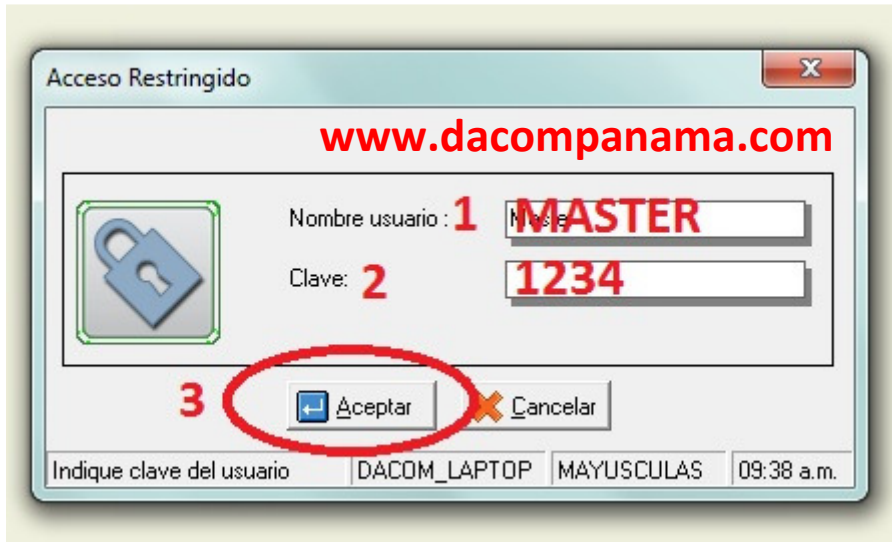 Acceso Restringido
www.dacompanama.com
Nombre usuario : 1 MASTER
Clave: 2 1234
3 Aceptar Cancelar
Indique clave del usuario DACOM_LAPTOP MAYUSCULAS 09:38 a.m.